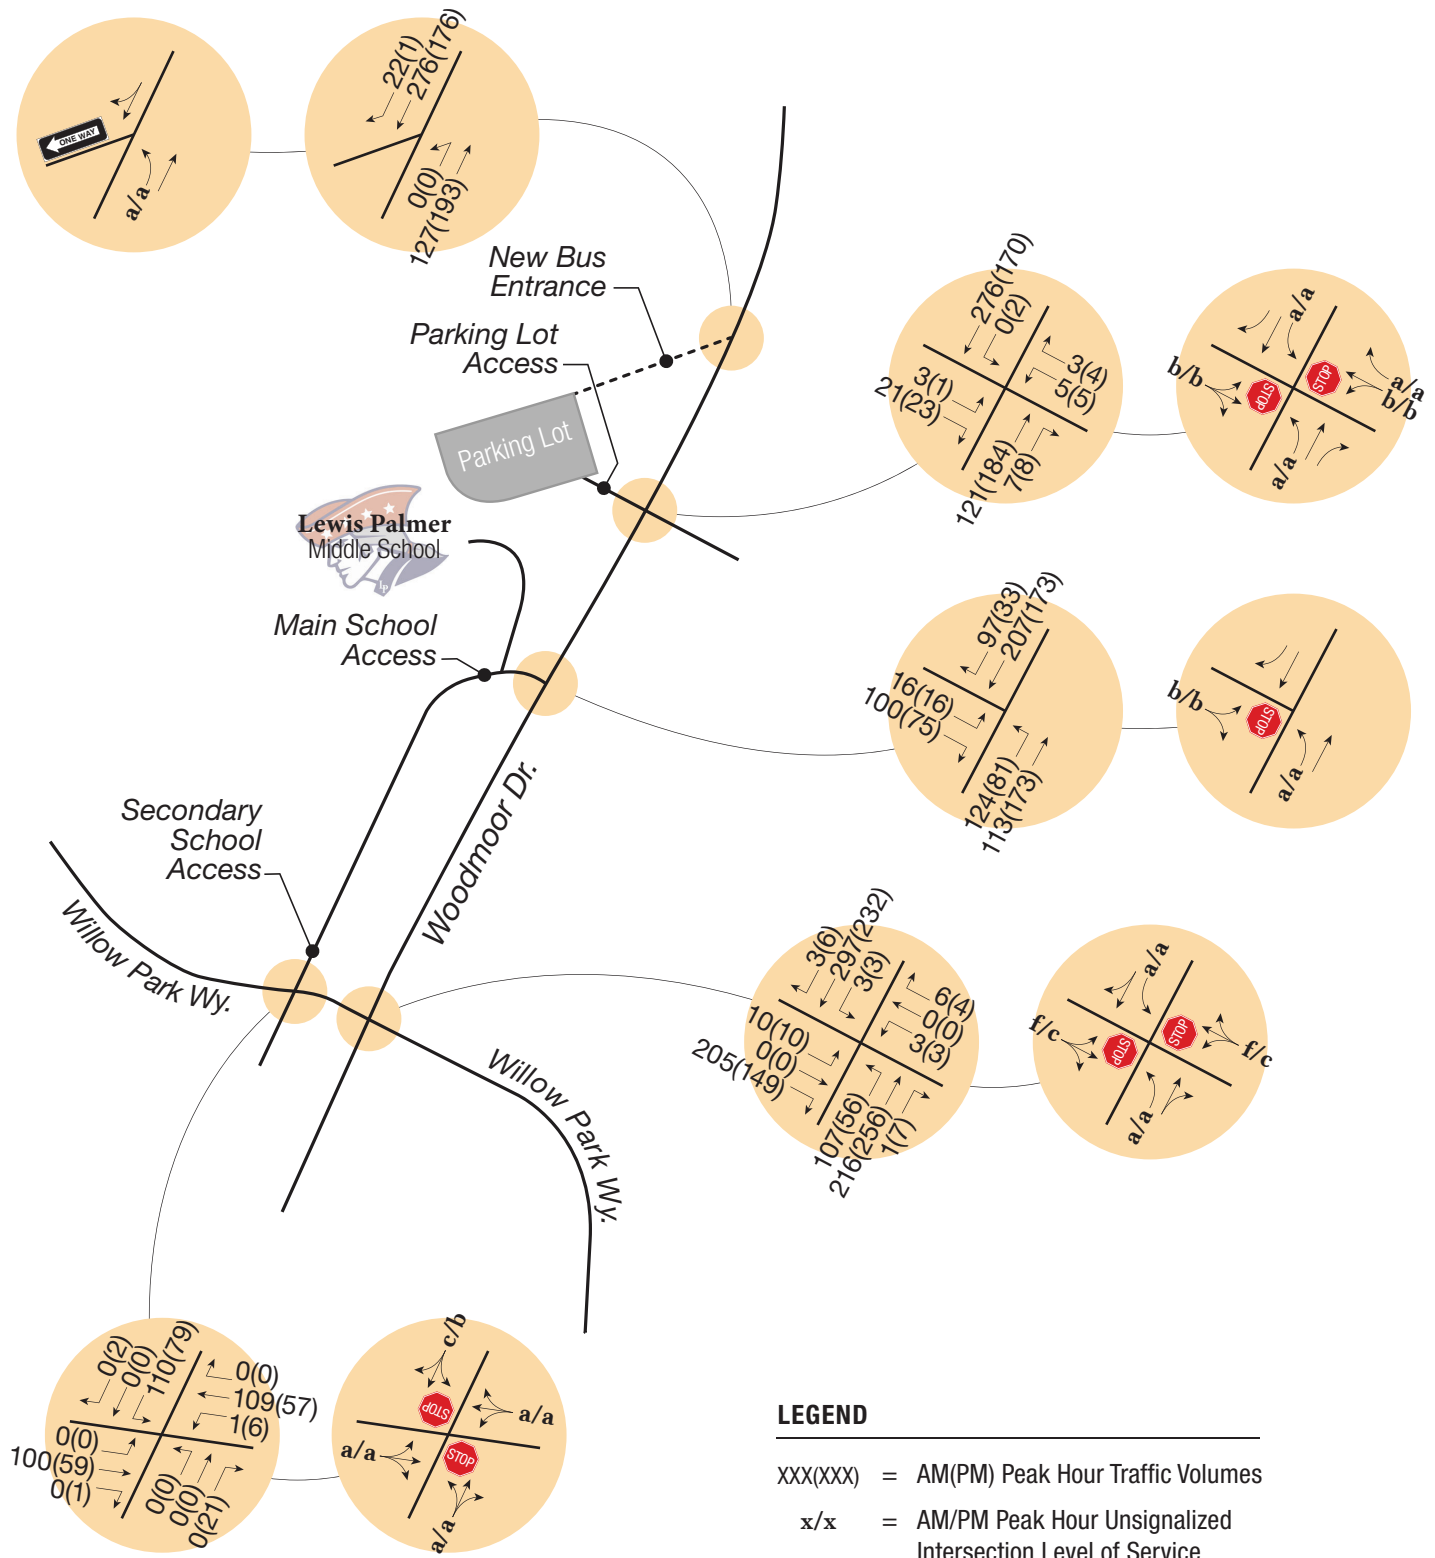 ONE WAY
a/a
22(1)
276(176)
0(0)
127(193)
New Bus
Entrance
Parking Lot
Access
Parking Lot
Lewis Palmer
Middle School
LP
Main School
Access
Secondary
School
Access
Woodmoor Dr.
Willow Park Wy.
Willow Park Wy.
276(170)
0(2)
3(4)
5(5)
3(1)
21(23)
121(184)
7(8)
a/a
b/b
STOP
STOP
a/a
b/b
a/a
97(33)
207(173)
16(16)
100(75)
124(81)
113(173)
b/b
STOP
a/a
3(6)
297(232)
3(3)
6(4)
0(0)
3(3)
10(10)
0(0)
205(149)
107(56)
216(256)
1(7)
a/a
f/c
STOP
STOP
f/c
a/a
0(2)
0(0)
110(79)
0(0)
109(57)
1(6)
0(0)
100(59)
0(1)
0(0)
0(0)
0(21)
c/b
STOP
a/a
a/a
STOP
a/a
LEGEND
XXX(XXX) = AM(PM) Peak Hour Traffic Volumes
x/x = AM/PM Peak Hour Unsignalized
Intersection Level of Service